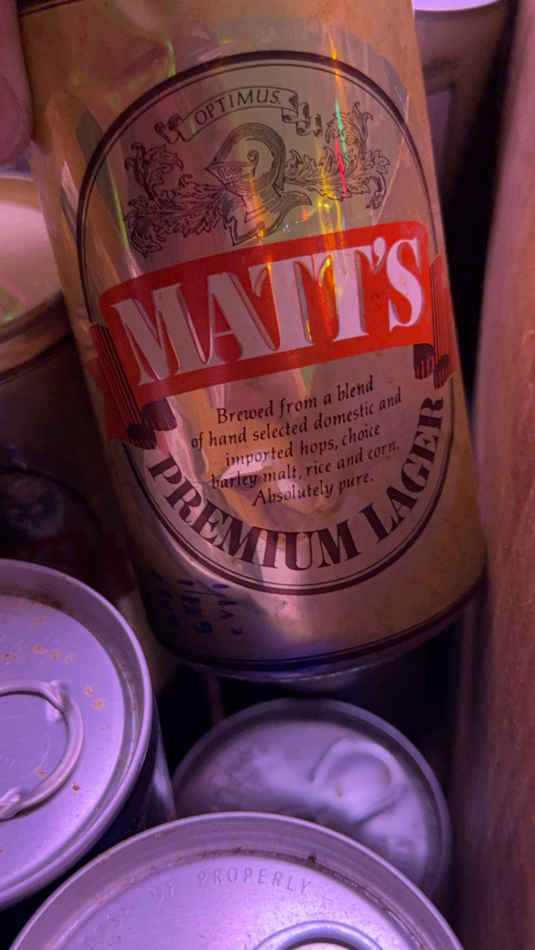 OPTIMUS.
MATT'S
Brewed from a blend
of hand selected domestic and
imported hops, choice
barley malt, rice and corn.
Absolutely pure.
PREMIUM LAGER
PROPERLY